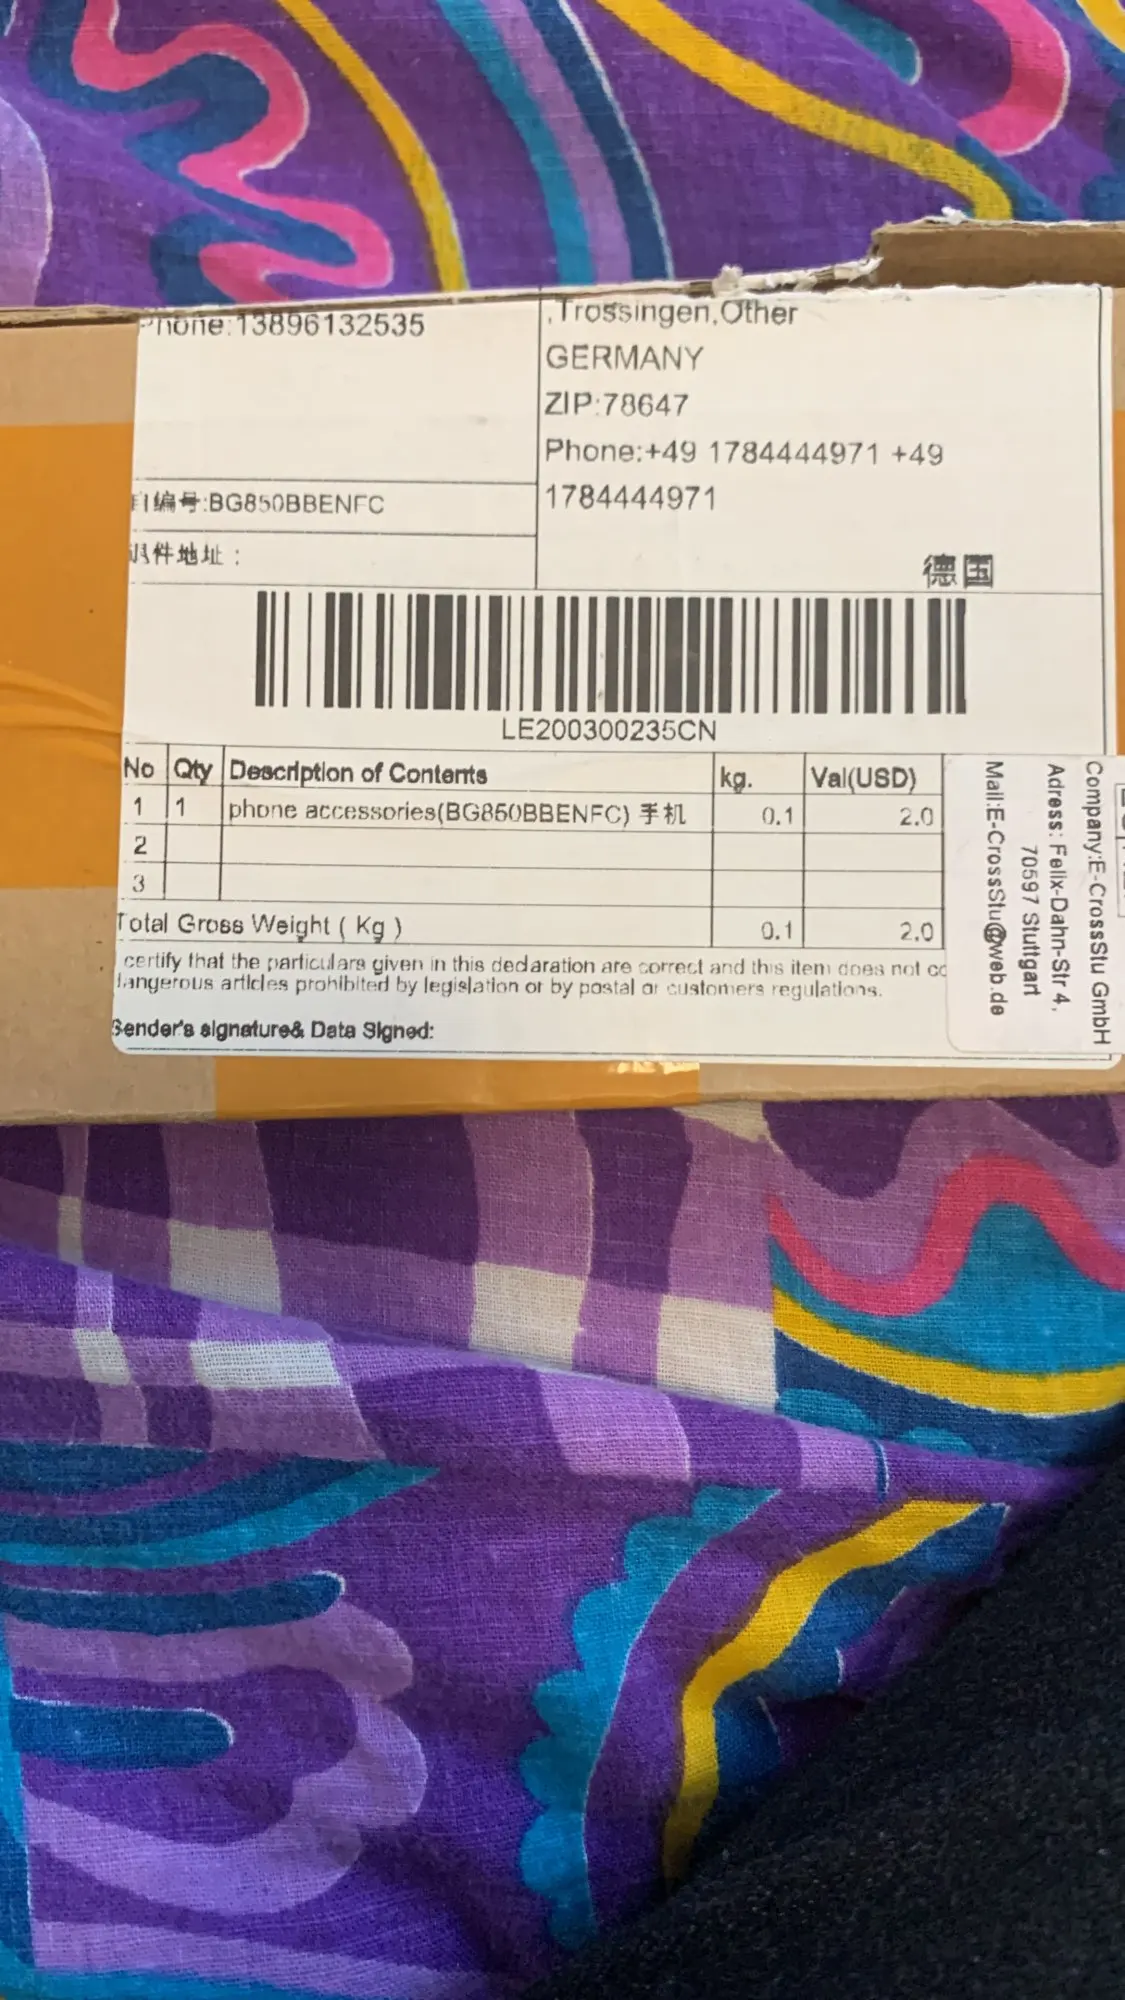 Phone:13896132535
,Trossingen,Other
GERMANY
ZIP:78647
Phone:+49 1784444971 +49
1784444971
自编号:BG850BBENFC
件地址：
德国
LE200300235CN
No Qty Description of Contents kg. Val(USD)
1 1 phone accessories(BG850BBENFC) 手机 0.1 2.0
2
3
Total Gross Weight ( Kg ) 0.1 2.0
certify that the particulars given in this declaration are correct and this item does not
dangerous articles prohibited by legislation or by postal or customers regulations.
Sender's signature& Data Signed:
Company:E-CrossStu GmbH
Adress: Felix-Dahn-Str 4,
70597 Stuttgart
Mail:E-CrossStu@web.de